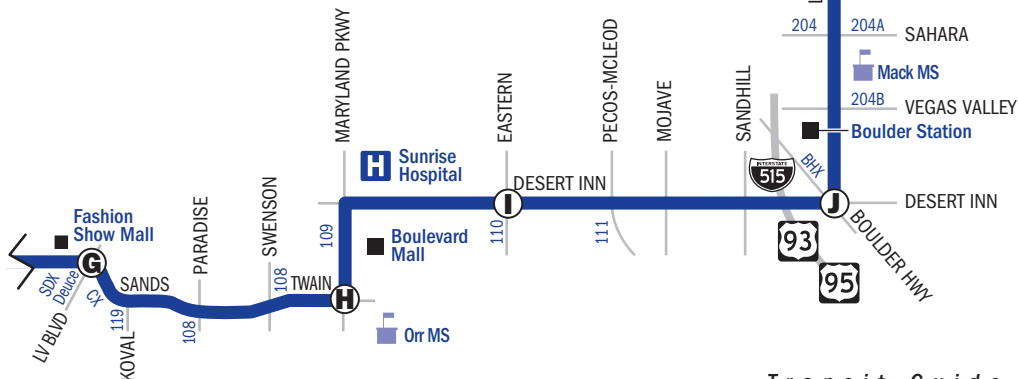 204
204A
SAHARA
Mack MS
204B
VEGAS VALLEY
Boulder Station
MARYLAND PKWY
EASTERN
PECOS-MCLEOD
MOJAVE
SANDHILL
INTERSTATE
515
BHX
H
Sunrise
Hospital
DESERT INN
I
J
DESERT INN
109
110
111
BOULDER HWY
93
95
Fashion
Show Mall
PARADISE
SWENSON
Boulevard
Mall
G
SDX
Deuce
CX
SANDS
108
TWAIN
H
LV BLVD
119
KOVAL
108
Orr MS
Transit Guide